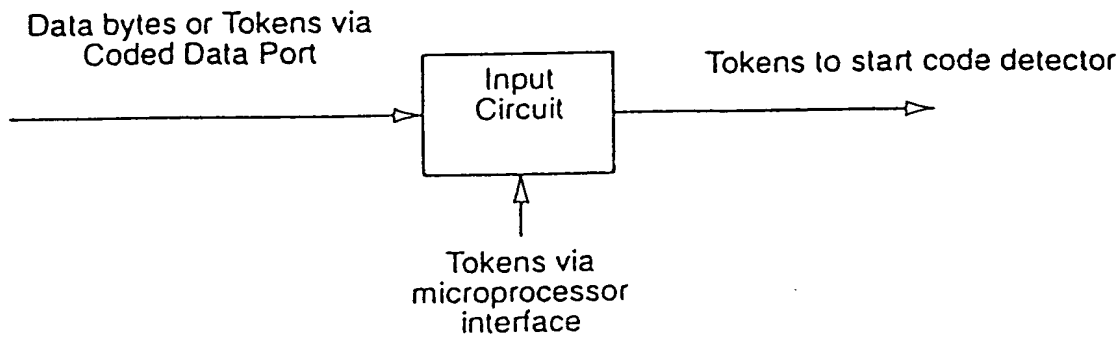 Data bytes or Tokens via
Coded Data Port
Input
Circuit
Tokens to start code detector
Tokens via
microprocessor
interface